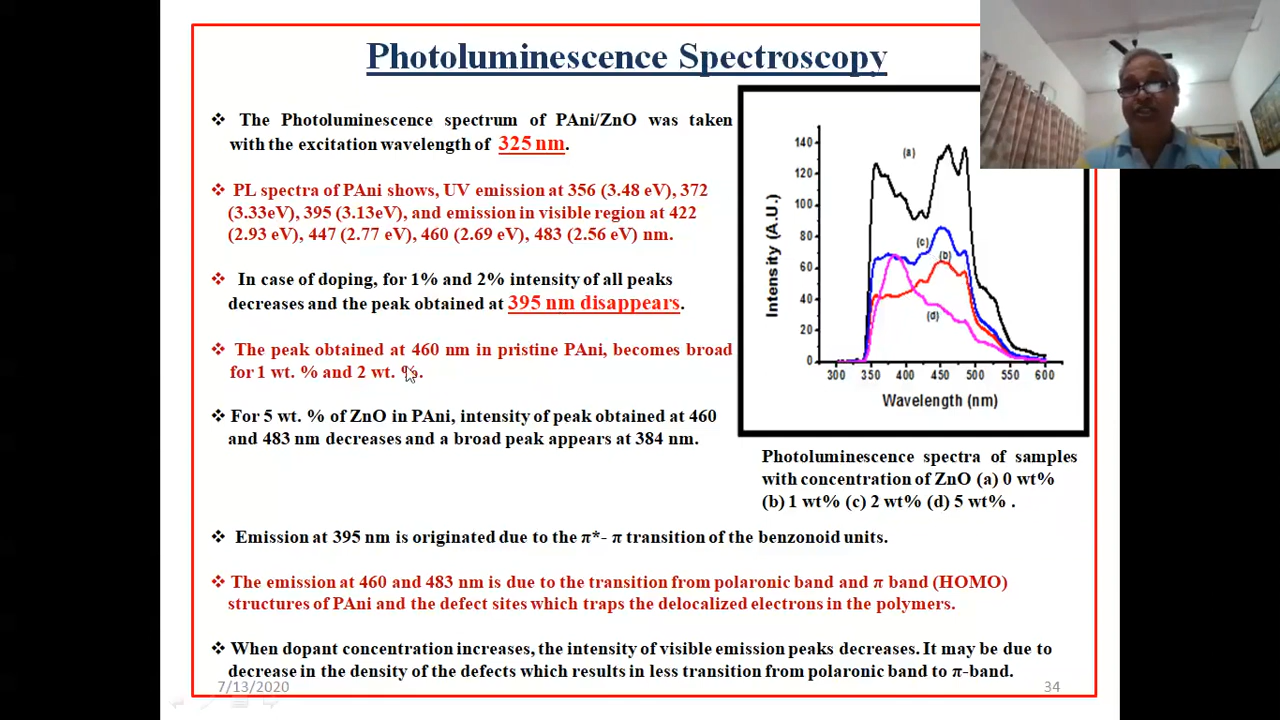 Photoluminescence Spectroscopy
❖ The Photoluminescence spectrum of PAni/ZnO was taken
with the excitation wavelength of 325 nm.
❖ PL spectra of PAni shows, UV emission at 356 (3.48 eV), 372
(3.33eV), 395 (3.13eV), and emission in visible region at 422
(2.93 eV), 447 (2.77 eV), 460 (2.69 eV), 483 (2.56 eV) nm.
❖ In case of doping, for 1% and 2% intensity of all peaks
decreases and the peak obtained at 395 nm disappears.
❖ The peak obtained at 460 nm in pristine PAni, becomes broad
for 1 wt. % and 2 wt. %.
❖ For 5 wt. % of ZnO in PAni, intensity of peak obtained at 460
and 483 nm decreases and a broad peak appears at 384 nm.
Intensity (A.U.)
140
120
100
80
60
40
20
0
(a)
(c)
(b)
(d)
300 350 400 450 500 550 600
Wavelength (nm)
Photoluminescence spectra of samples
with concentration of ZnO (a) 0 wt%
(b) 1 wt% (c) 2 wt% (d) 5 wt% .
❖ Emission at 395 nm is originated due to the π*- π transition of the benzonoid units.
❖ The emission at 460 and 483 nm is due to the transition from polaronic band and π band (HOMO)
structures of PAni and the defect sites which traps the delocalized electrons in the polymers.
❖ When dopant concentration increases, the intensity of visible emission peaks decreases. It may be due to
decrease in the density of the defects which results in less transition from polaronic band to π-band.
7/13/2020
34